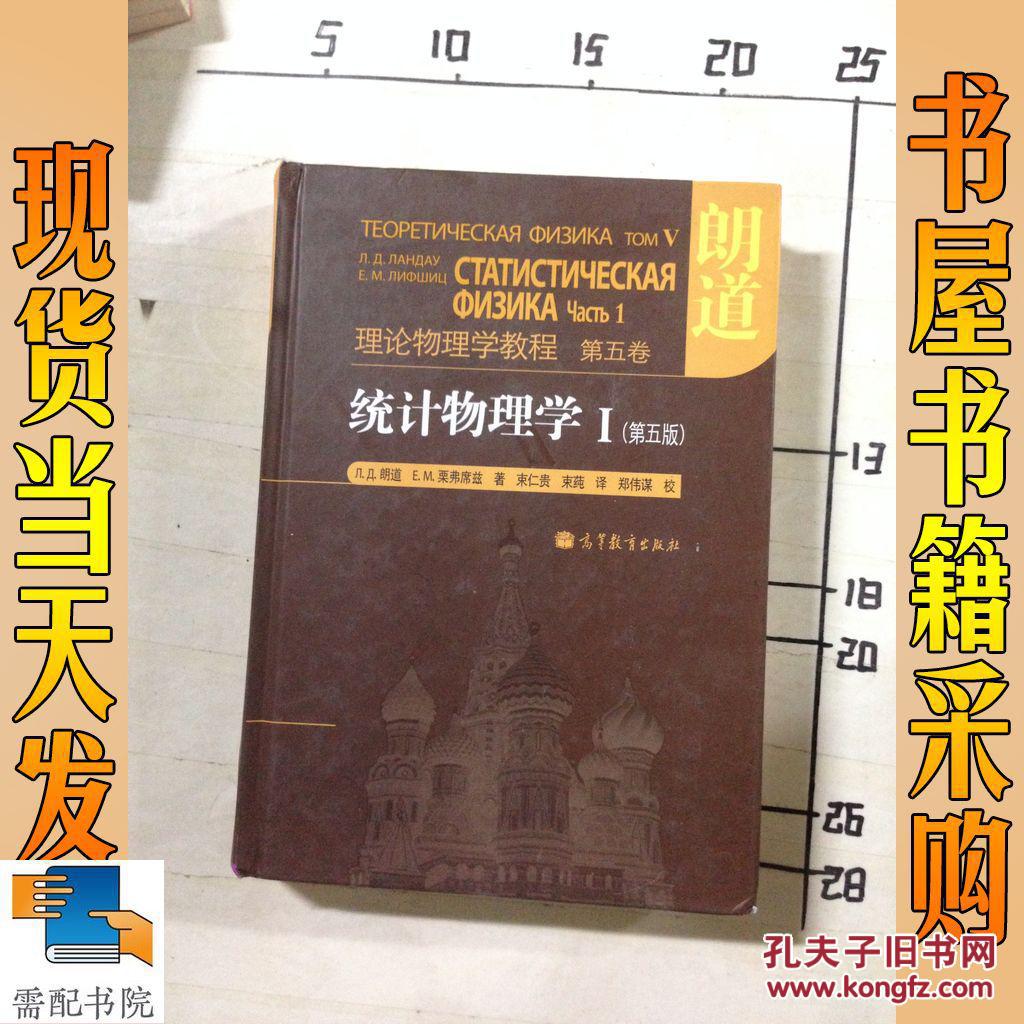 5 10 15 20 25
现货当天发
书屋书籍采购
朗道
ТЕОРЕТИЧЕСКАЯ ФИЗИКА ТОМ V
Л. Д. ЛАНДАУ
Е. М. ЛИФШИЦ
СТАТИСТИЧЕСКАЯ
ФИЗИКА Часть 1
理论物理学教程 第五卷
统计物理学 I (第五版)
Л. Д. 朗道 Е. М. 栗弗席兹 著 束仁贵 束莼 译 郑伟谋 校
高等教育出版社
13
18
20
26
28
需配书院
孔夫子旧书网
www.kongfz.com